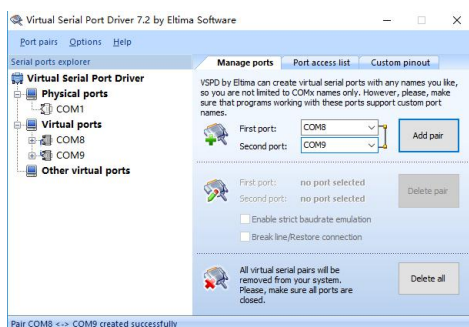 Virtual Serial Port Driver 7.2 by Eltima Software
Port pairs Options Help
Serial ports explorer
Virtual Serial Port Driver
Physical ports
COM1
Virtual ports
COM8
COM9
Other virtual ports
Manage ports Port access list Custom pinout
VSPD by Eltima can create virtual serial ports with any names you like,
so you are not limited to COMx names only. However, please, make
sure that programs working with these ports support custom port
names.
First port: COM8
Second port: COM9
Add pair
First port: no port selected
Second port: no port selected
Delete pair
Enable strict baudrate emulation
Break line/Restore connection
All virtual serial pairs will be
removed from your system.
Please, make sure all ports are
closed.
Delete all
Pair COM8 <-> COM9 created successfully